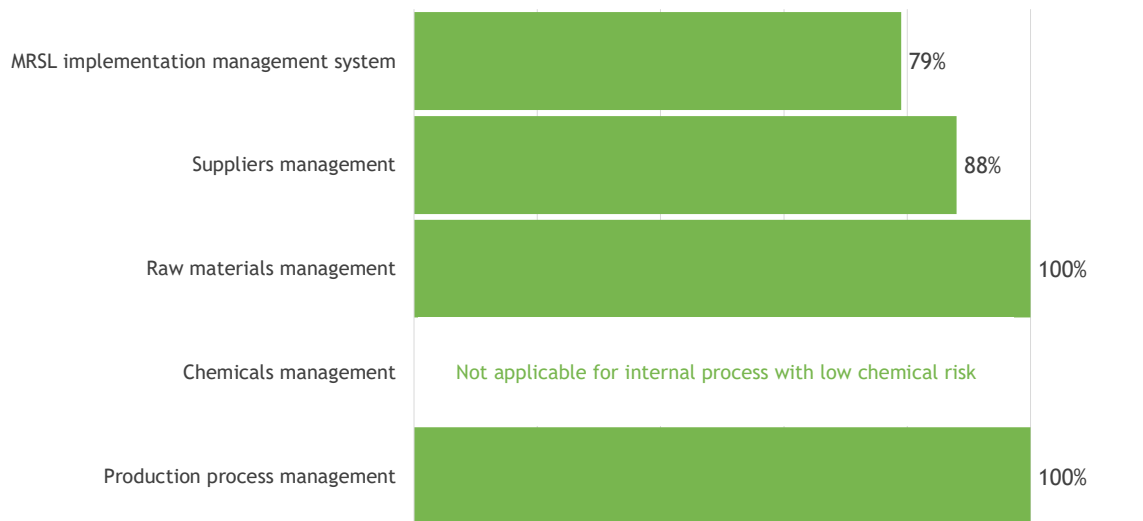 MRSL implementation management system
79%
Suppliers management
88%
Raw materials management
100%
Chemicals management
Not applicable for internal process with low chemical risk
Production process management
100%